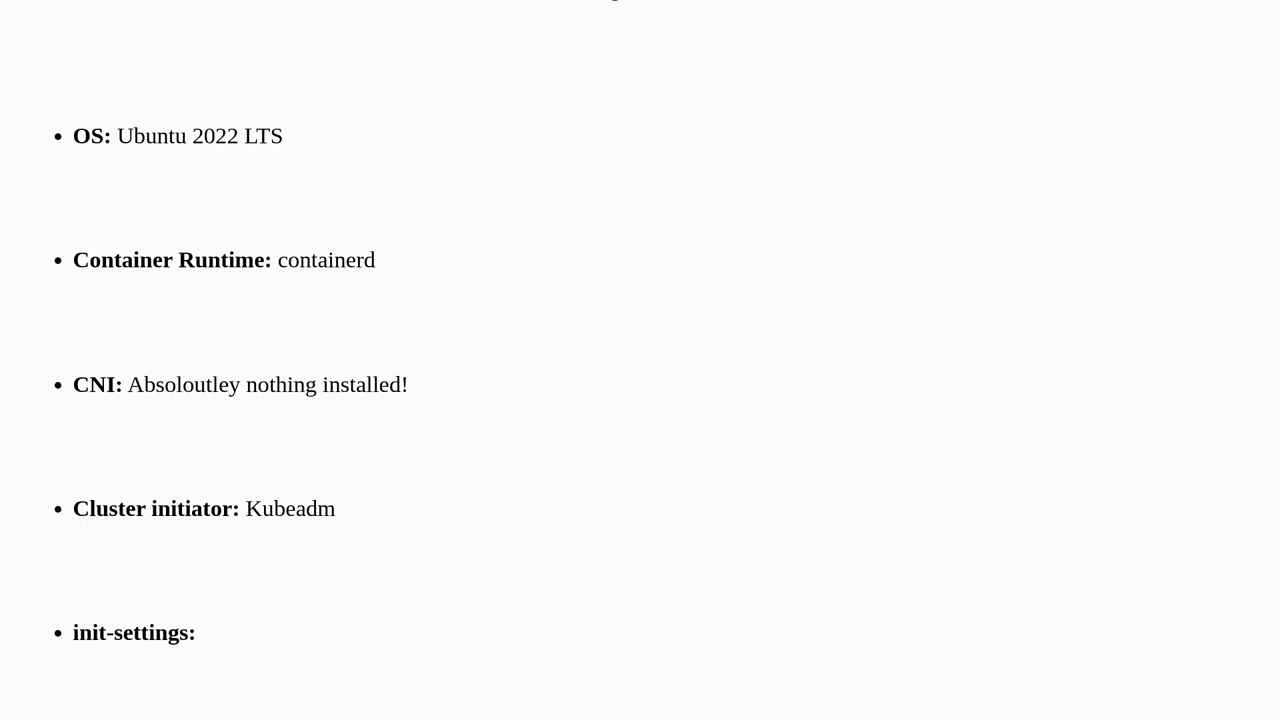 • OS: Ubuntu 2022 LTS
• Container Runtime: containerd
• CNI: Absoloutley nothing installed!
• Cluster initiator: Kubeadm
• init-settings: